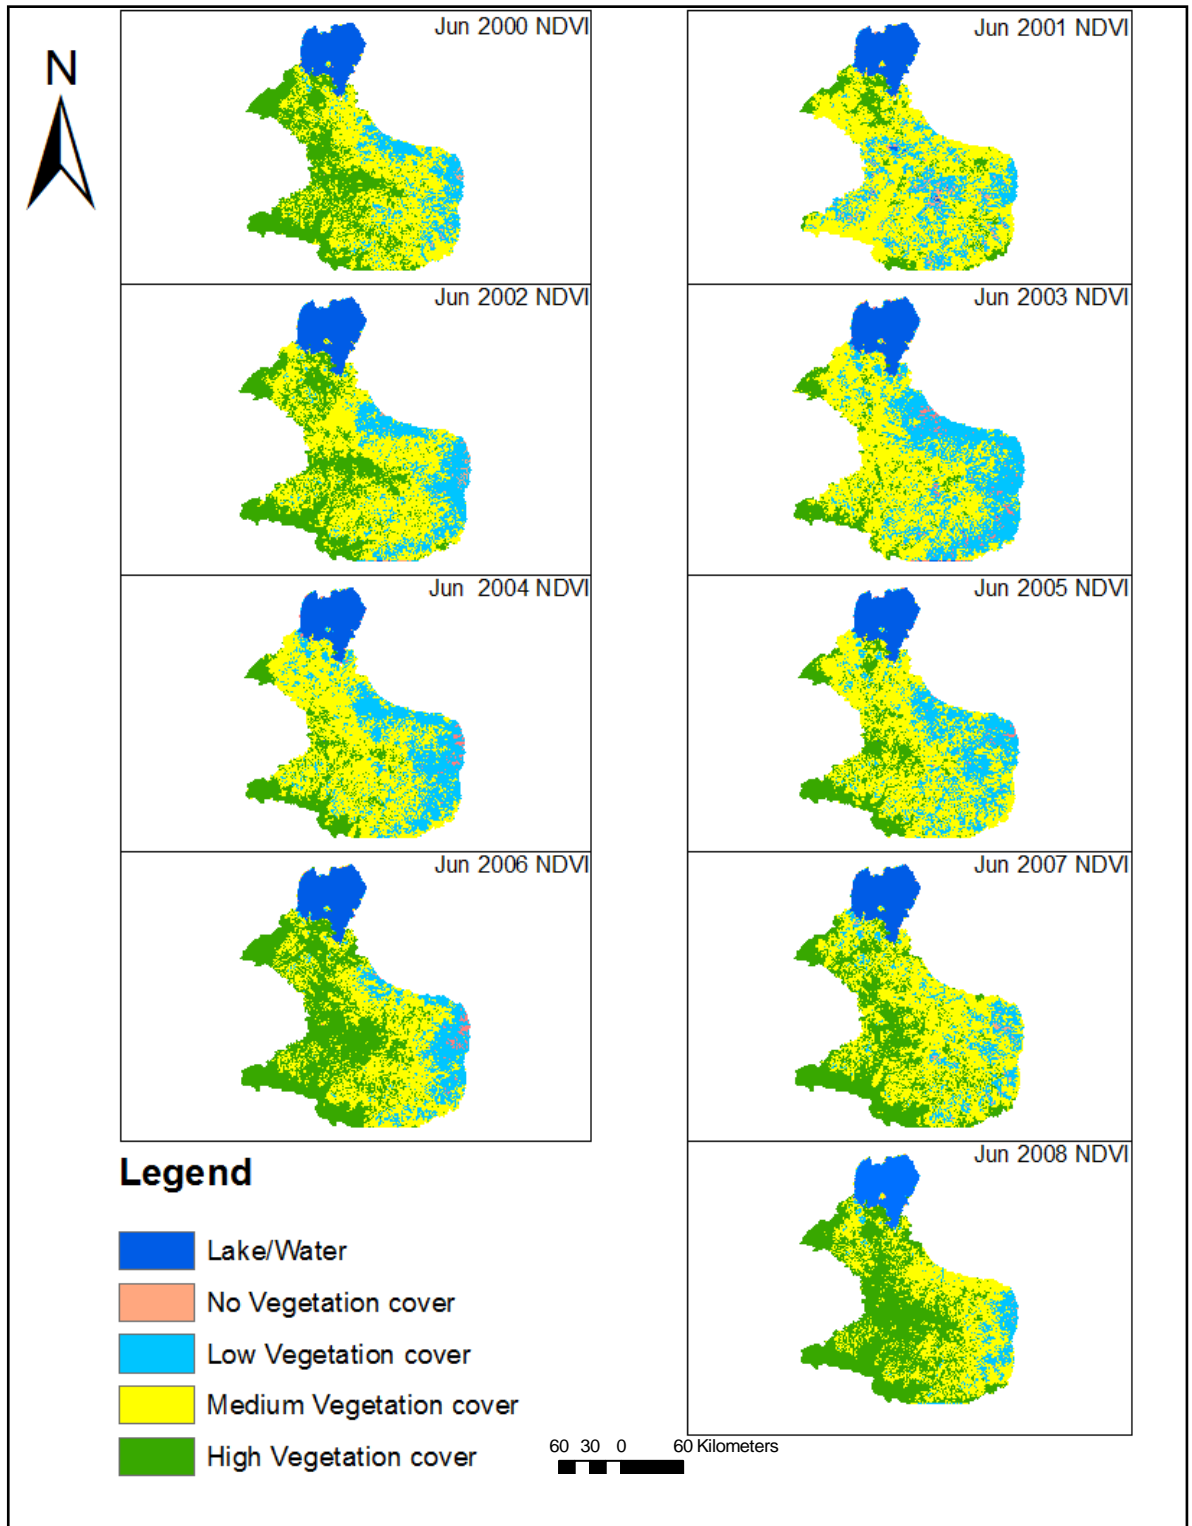 N
Jun 2000 NDVI
Jun 2001 NDVI
Jun 2002 NDVI
Jun 2003 NDVI
Jun 2004 NDVI
Jun 2005 NDVI
Jun 2006 NDVI
Jun 2007 NDVI
Jun 2008 NDVI
Legend
Lake/Water
No Vegetation cover
Low Vegetation cover
Medium Vegetation cover
High Vegetation cover
60 30 0 60 Kilometers